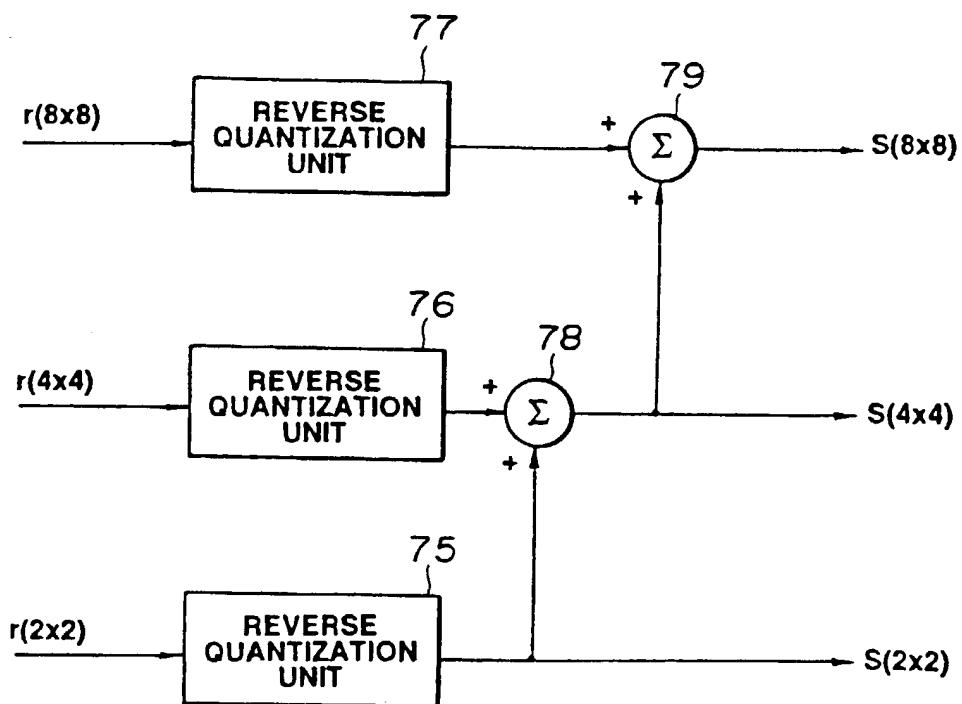 77
79
r(8x8)
REVERSE
QUANTIZATION
UNIT
+
Σ
+
S(8x8)
76
78
r(4x4)
REVERSE
QUANTIZATION
UNIT
+
Σ
+
S(4x4)
75
r(2x2)
REVERSE
QUANTIZATION
UNIT
S(2x2)